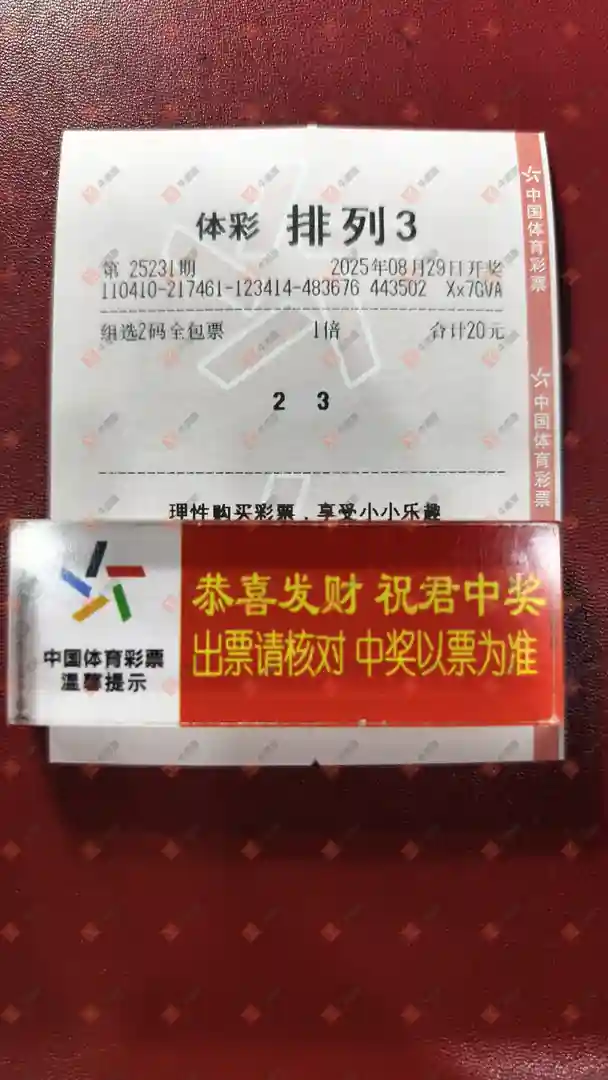 体彩 排列3
第 25231期 2025年08月29日开奖
110410-217461-123414-483676 443502 Xx7GVA
组选2码全包票 1倍 合计20元
2 3
理性购买彩票，享受小小乐趣
中国体育彩票
中国体育彩票
恭喜发财 祝君中奖
出票请核对 中奖以票为准
中国体育彩票
温馨提示